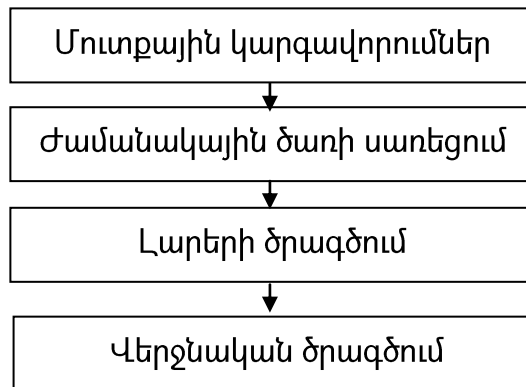 Մուտքային կարգավորումներ
Ժամանակային ծառի սառեցում
Լարերի ծրագծում
Վերջնական ծրագծում